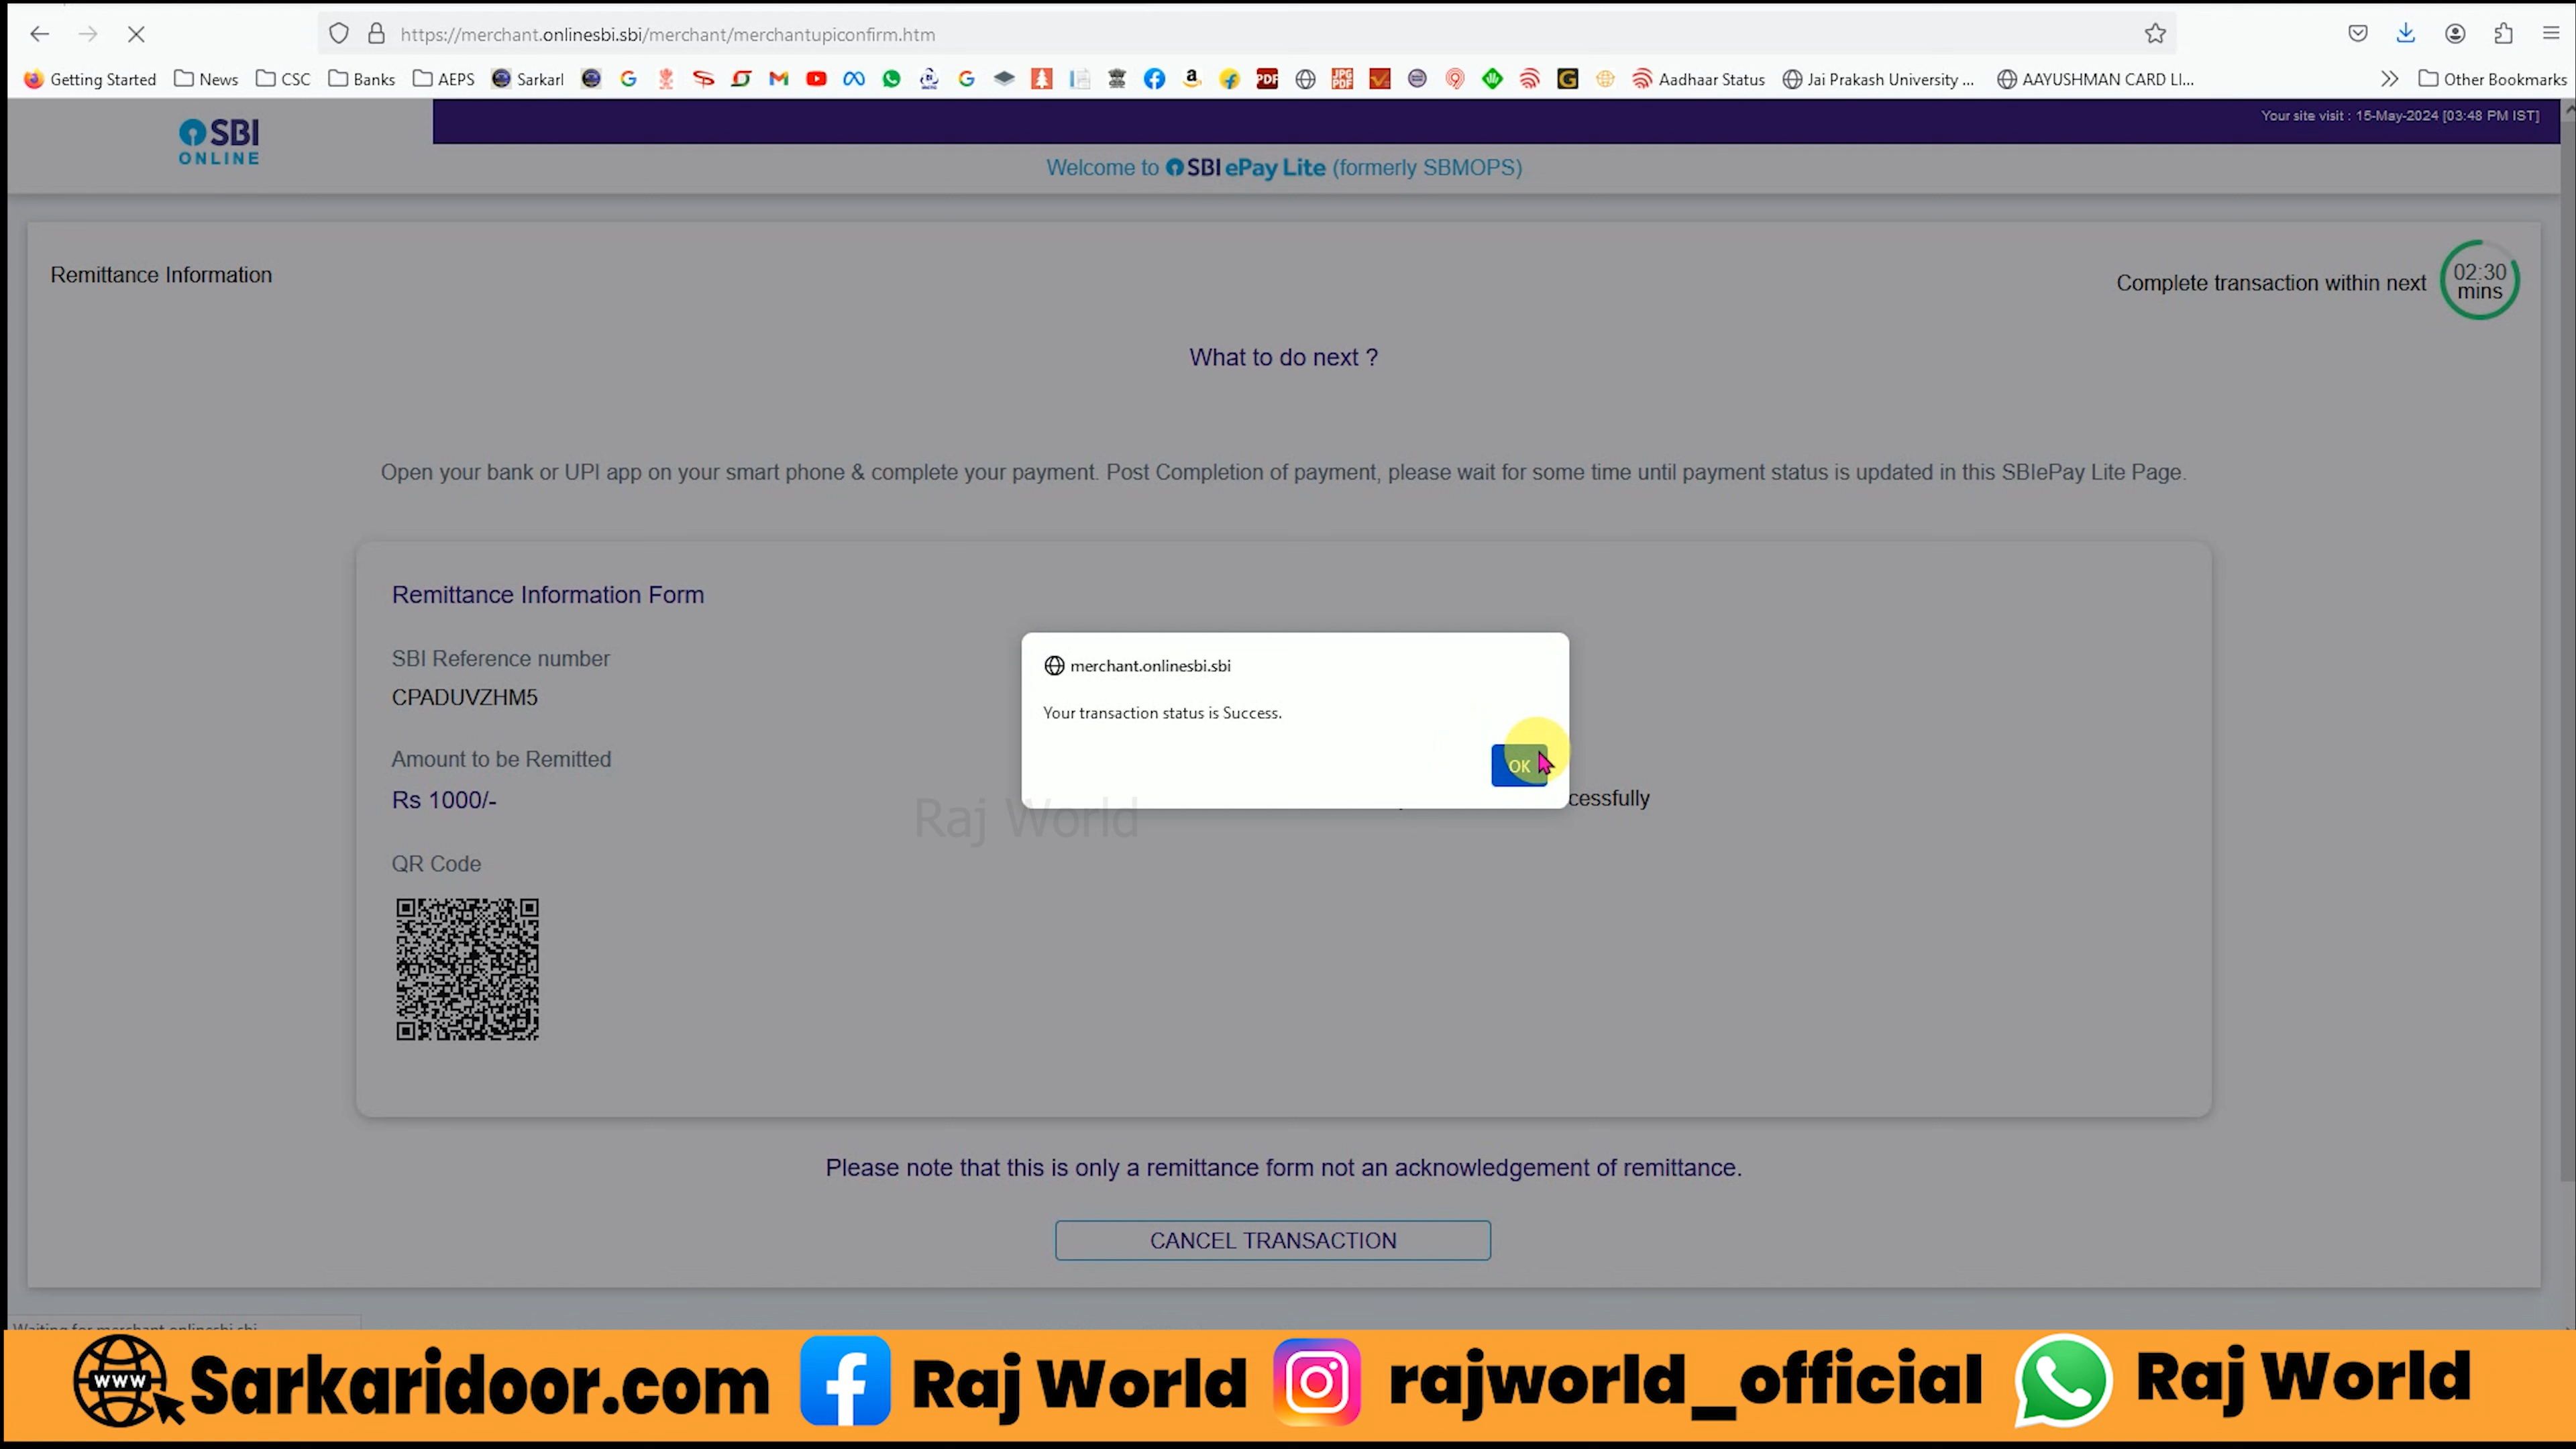 https://merchant.onlinesbi.sbi/merchant/merchantupiconfirm.htm
Getting Started News CSC Banks AEPS Sarkarl Aadhaar Status Jai Prakash University ... AAYUSHMAN CARD LI... Other Bookmarks
Your site visit : 15-May-2024 [03:48 PM IST]
SBI
ONLINE
Welcome to SBI ePay Lite (formerly SBMOPS)
Remittance Information
Complete transaction within next
02:30
mins
What to do next ?
Open your bank or UPI app on your smart phone & complete your payment. Post Completion of payment, please wait for some time until payment status is updated in this SBIePay Lite Page.
Remittance Information Form
SBI Reference number
CPADUVZHM5
Amount to be Remitted
Rs 1000/-
QR Code
merchant.onlinesbi.sbi
Your transaction status is Success.
OK
cessfully
Raj World
Please note that this is only a remittance form not an acknowledgement of remittance.
CANCEL TRANSACTION
www Sarkaridoor.com Raj World rajworld_official Raj World